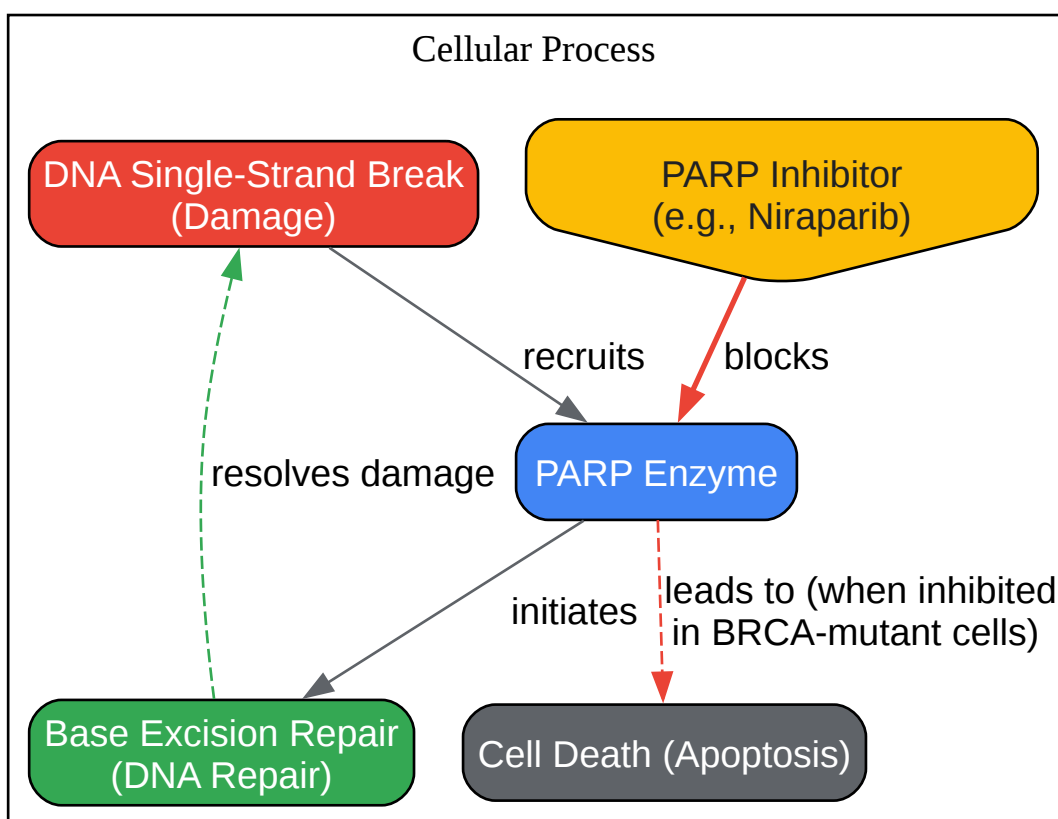 Cellular Process
DNA Single-Strand Break
(Damage)
PARP Inhibitor
(e.g., Niraparib)
recruits
blocks
resolves damage
PARP Enzyme
initiates
leads to (when inhibited
in BRCA-mutant cells)
Base Excision Repair
(DNA Repair)
Cell Death (Apoptosis)